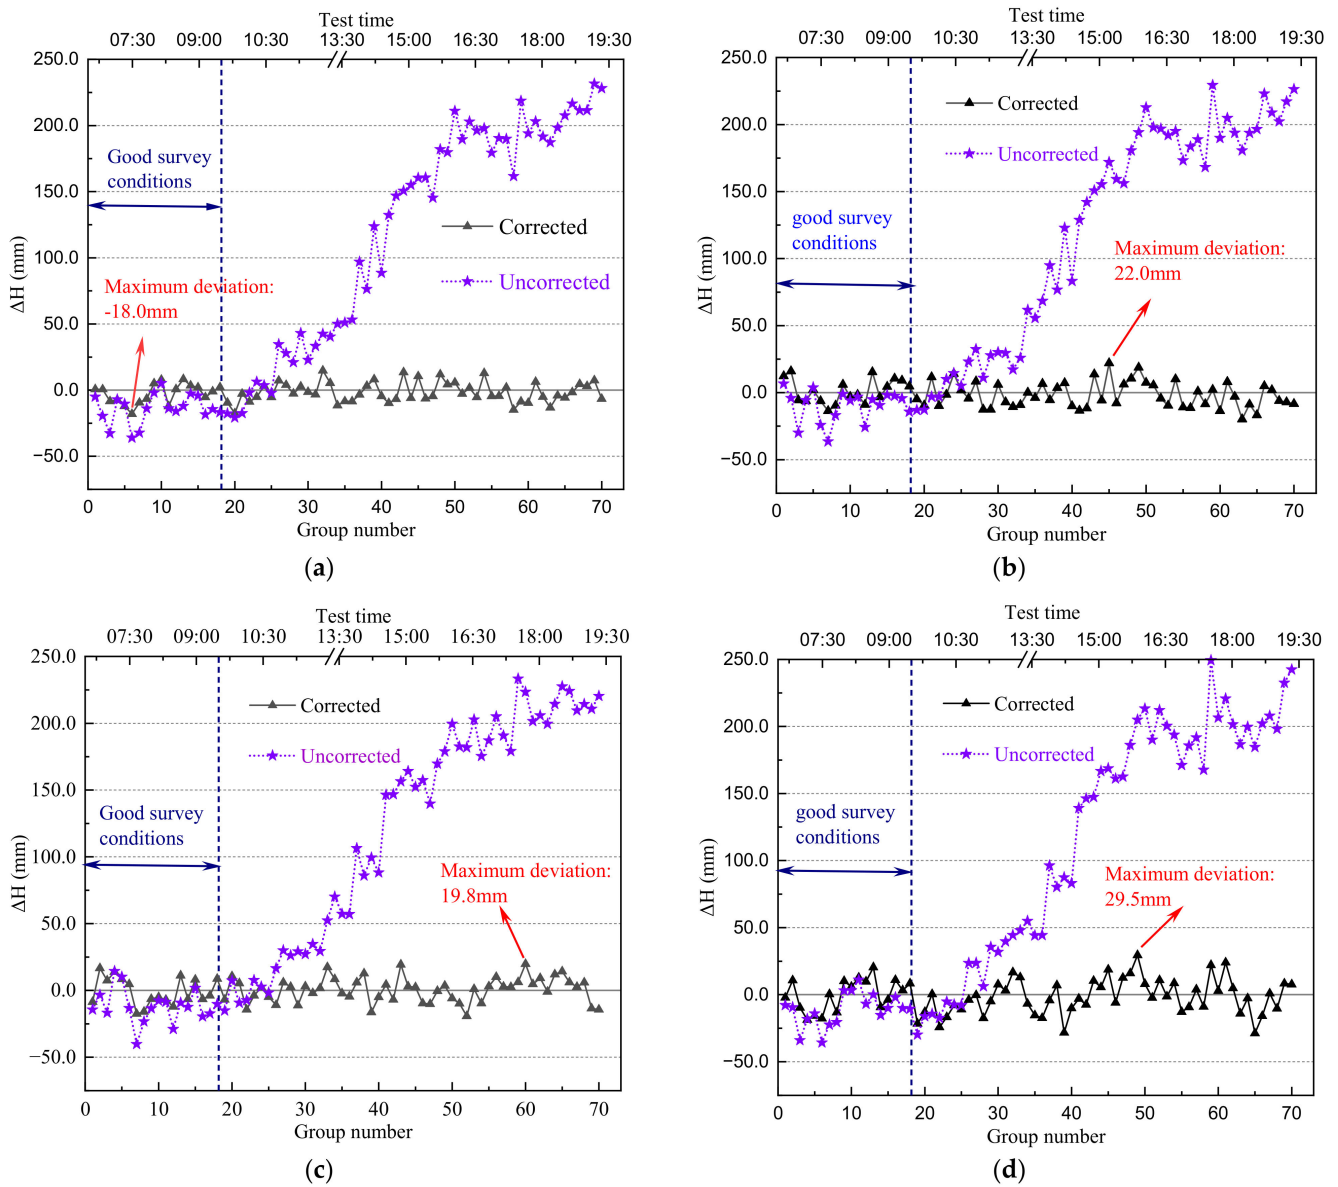 Test time
07:30 09:00 10:30 13:30 15:00 16:30 18:00 19:30
250.0
200.0
150.0
100.0
50.0
0.0
−50.0
ΔH (mm)
Good survey
conditions
Corrected
Uncorrected
Maximum deviation:
-18.0mm
0 10 20 30 40 50 60 70
Group number
(a)
Test time
07:30 09:00 10:30 13:30 15:00 16:30 18:00 19:30
250.0
200.0
150.0
100.0
50.0
0.0
−50.0
ΔH (mm)
Corrected
Uncorrected
good survey
conditions
Maximum deviation:
22.0mm
0 10 20 30 40 50 60 70
Group number
(b)
Test time
07:30 09:00 10:30 13:30 15:00 16:30 18:00 19:30
250.0
200.0
150.0
100.0
50.0
0.0
−50.0
ΔH (mm)
Corrected
Uncorrected
Good survey
conditions
Maximum deviation:
19.8mm
0 10 20 30 40 50 60 70
Group number
(c)
Test time
07:30 09:00 10:30 13:30 15:00 16:30 18:00 19:30
250.0
200.0
150.0
100.0
50.0
0.0
−50.0
ΔH (mm)
Corrected
Uncorrected
good survey
conditions
Maximum deviation:
29.5mm
0 10 20 30 40 50 60 70
Group number
(d)